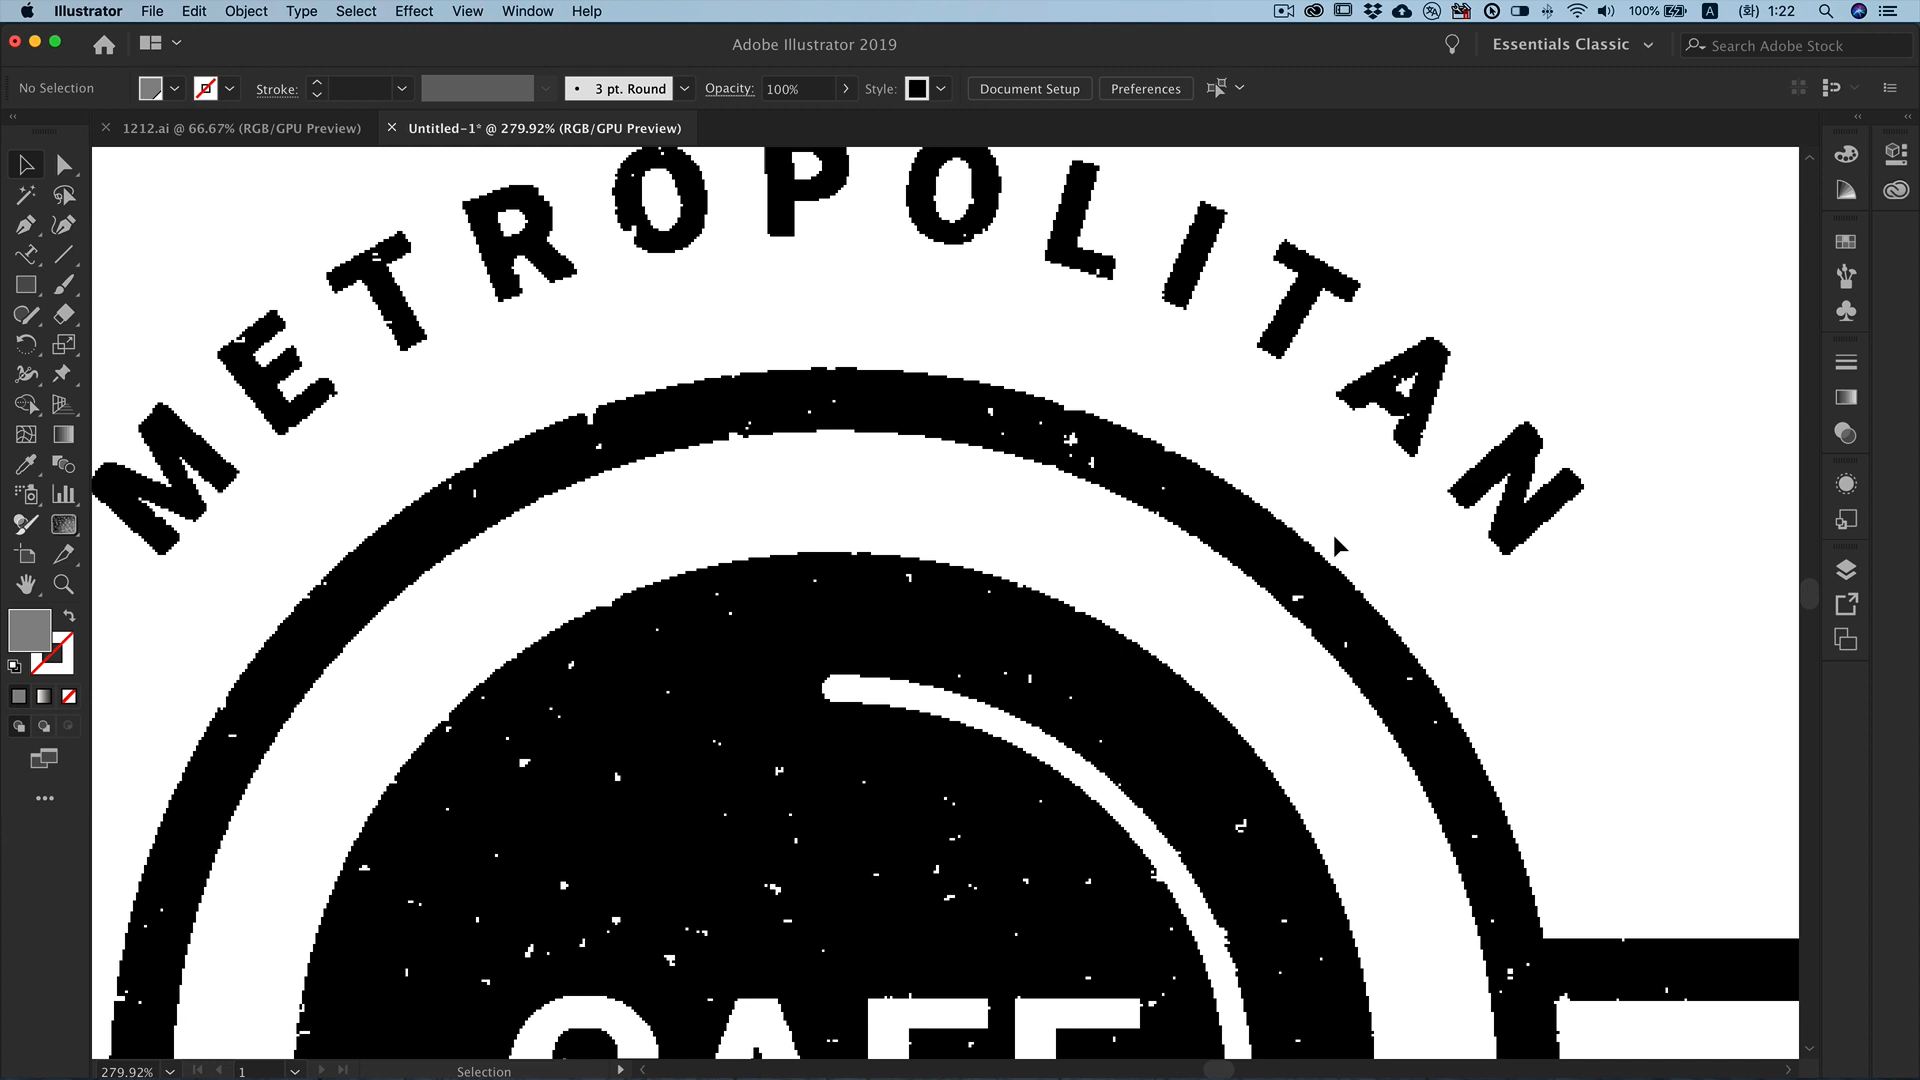 Illustrator File Edit Object Type Select Effect View Window Help 100% A (화) 1:22
Adobe Illustrator 2019 Essentials Classic Search Adobe Stock
No Selection Stroke: 3 pt. Round Opacity: 100% Style: Document Setup Preferences
1212.ai @ 66.67% (RGB/GPU Preview) Untitled-1* @ 279.92% (RGB/GPU Preview)
METROPOLITAN
CAFE
279.92% 1 Selection